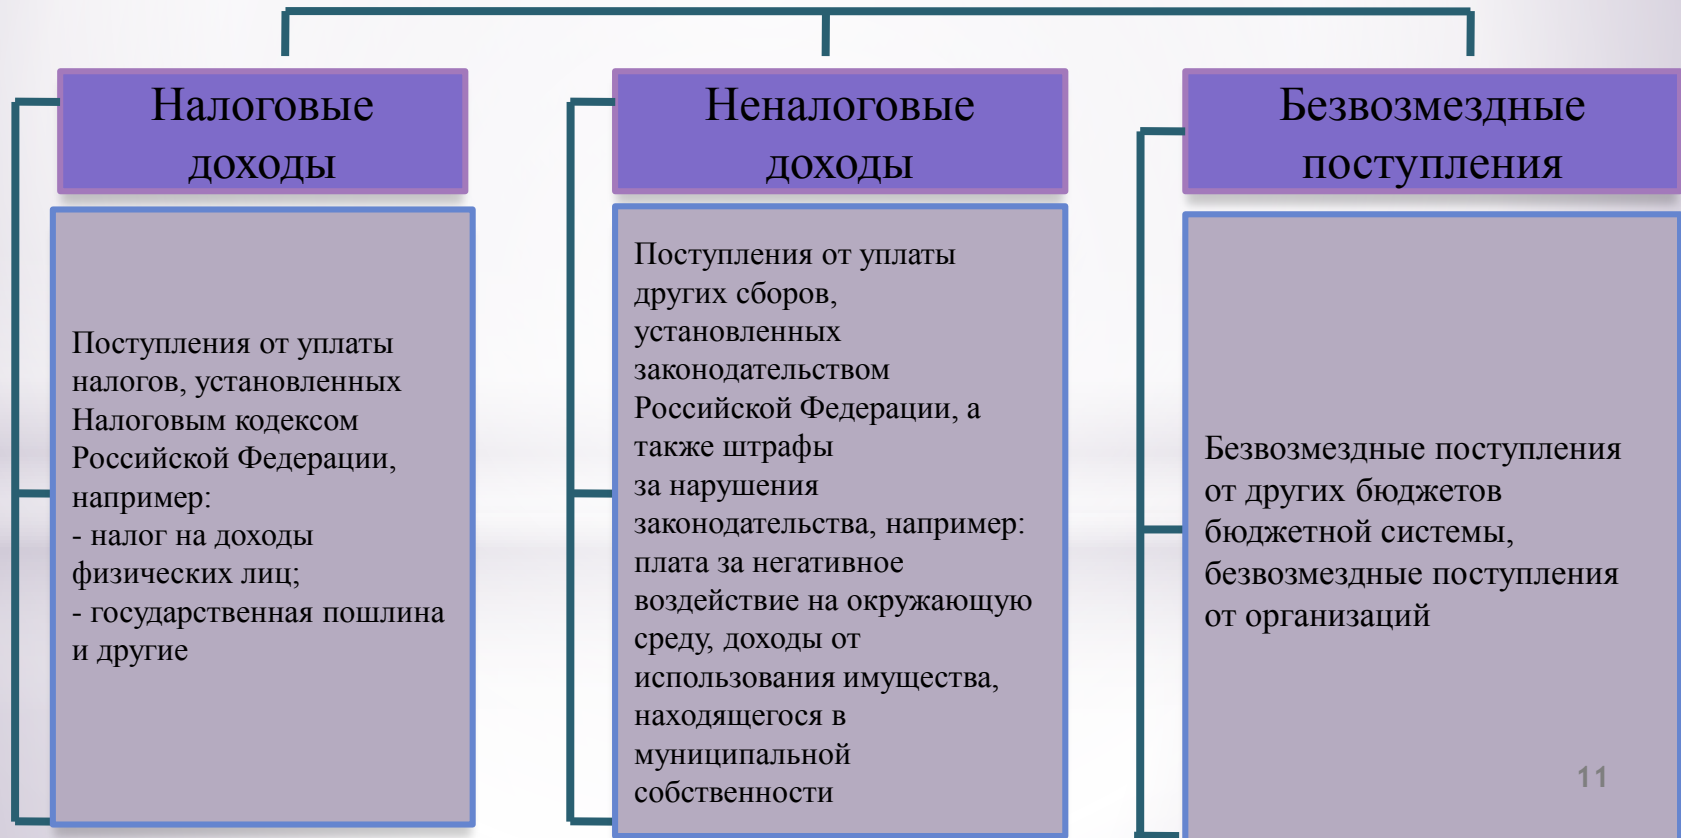 Налоговые
доходы
Поступления от уплаты
налогов, установленных
Налоговым кодексом
Российской Федерации,
например:
- налог на доходы
физических лиц;
- государственная пошлина
и другие
Неналоговые
доходы
Поступления от уплаты
других сборов,
установленных
законодательством
Российской Федерации, а
также штрафы
за нарушения
законодательства, например:
плата за негативное
воздействие на окружающую
среду, доходы от
использования имущества,
находящегося в
муниципальной
собственности
Безвозмездные
поступления
Безвозмездные поступления
от других бюджетов
бюджетной системы,
безвозмездные поступления
от организаций
11